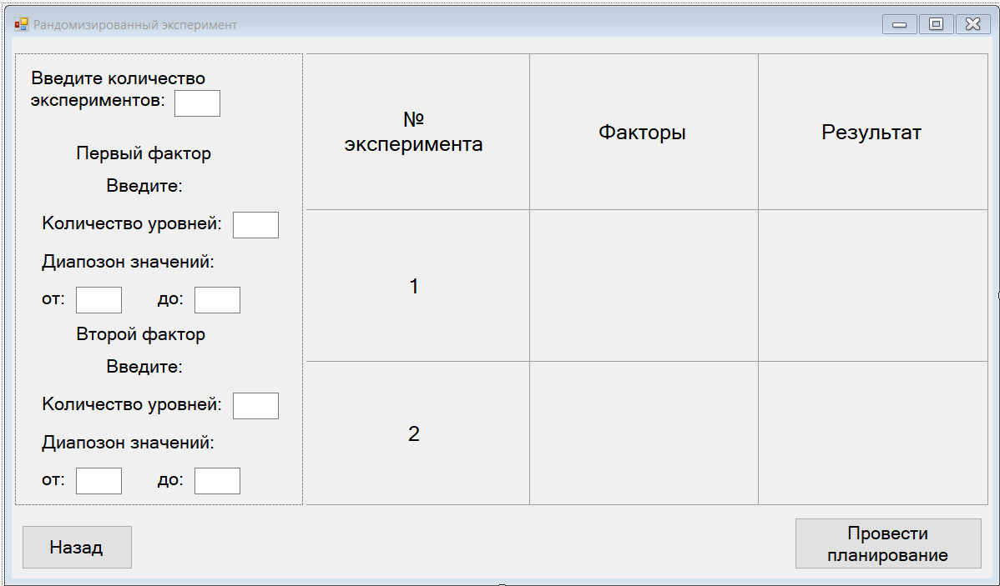 Рандомизированный эксперимент
Введите количество
экспериментов:
Первый фактор
Введите:
Количество уровней:
Диапозон значений:
от: до:
Второй фактор
Введите:
Количество уровней:
Диапозон значений:
от: до:
№
эксперимента
Факторы
Результат
1
2
Назад
Провести
планирование